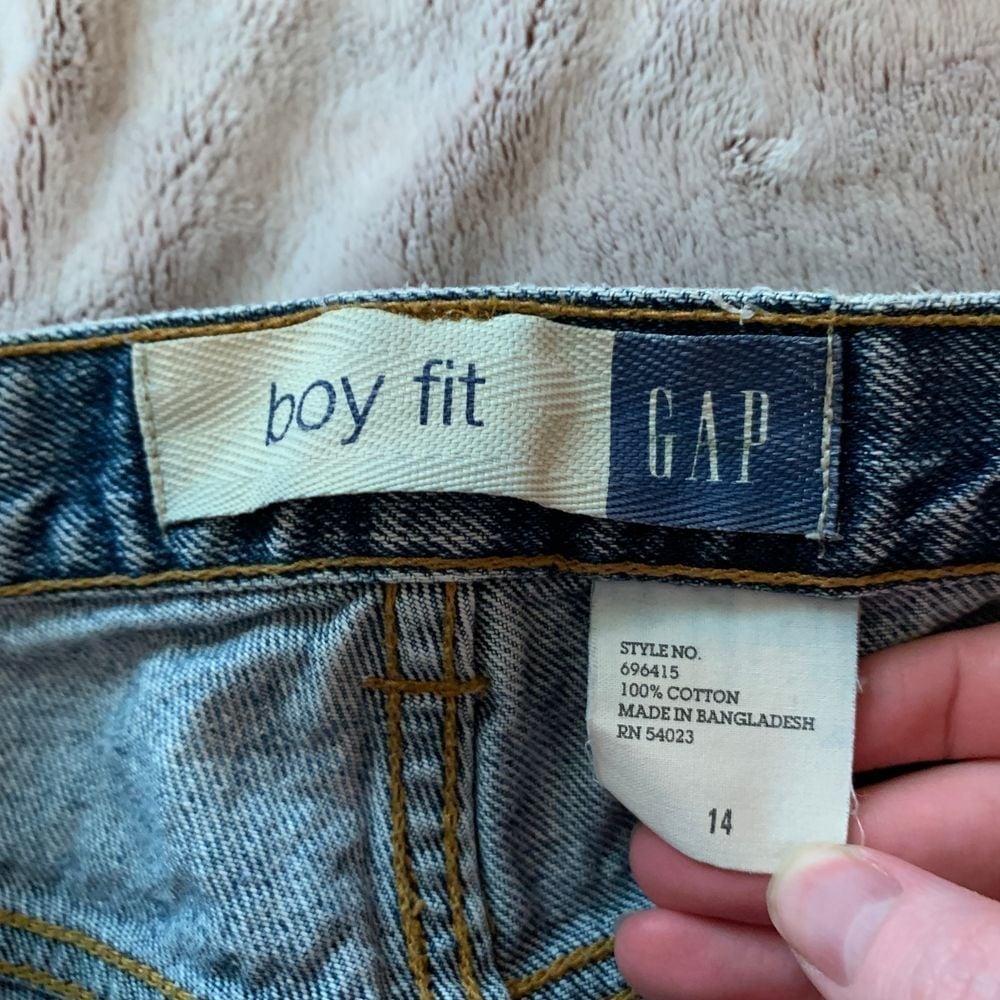 boy fit
GAP
STYLE NO.
696415
100% COTTON
MADE IN BANGLADESH
RN 54023
14